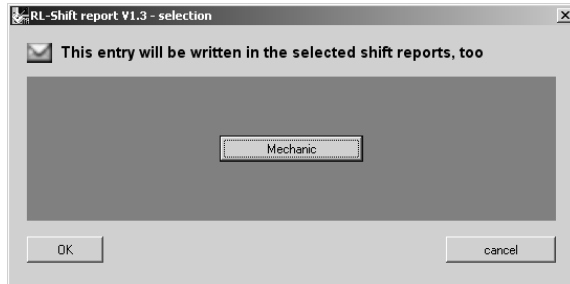 RL-Shift report V1.3 - selection
This entry will be written in the selected shift reports, too
Mechanic
OK
cancel